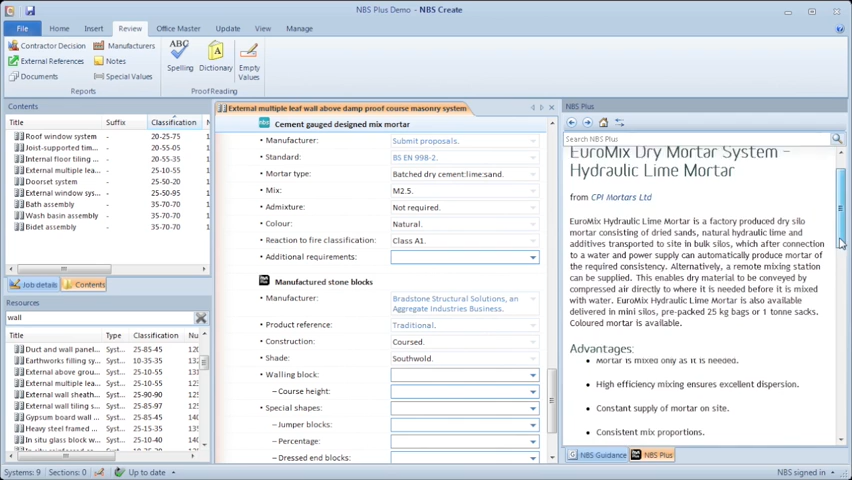 NBS Plus Demo - NBS Create
File
Home
Insert
Review
Office Master
Update
View
Manage
Contractor Decision
Manufacturers
External References
Notes
Documents
Special Values
Reports
ABC
Spelling
Dictionary
Empty Values
ProofReading
Contents
Title Suffix Classification
Roof window system 20-25-75
Joist-supported tim... 20-55-35
Internal floor tiling ... 20-55-35
External multiple lea... 25-10-55
Doorset system 25-50-20
External window sys... 25-50-95
Bath assembly 35-70-70
Wash basin assembly 35-70-70
Bidet assembly 35-70-70
Job details
Contents
Resources
wall
Title Type Classification
Duct and wall panel... Syst... 25-85-45
Earthworks filling sy... Syst... 10-35-35
External above grou... Syst... 25-10-55
External multiple lea... Syst... 25-10-55
External wall sheath... Syst... 25-90-90
External wall tiling s... Syst... 25-85-95
Gypsum board wall ... Syst... 25-85-45
Heavy steel framed ... Syst...
In situ glass block w... Syst... 25-10-40
Systems: 9 Sections: 0 Up to date
External multiple leaf wall above damp proof course masonry system
nbs Cement gauged designed mix mortar
Manufacturer: Submit proposals.
Standard: BS EN 998-2.
Mortar type: Batched dry cement:lime:sand.
Mix: M2.5.
Admixture: Not required.
Colour: Natural.
Reaction to fire classification: Class A1.
Additional requirements:
Manufactured stone blocks
Manufacturer: Bradstone Structural Solutions, an
Aggregate Industries Business.
Product reference: Traditional.
Construction: Coursed.
Shade: Southwold.
Walling block:
– Course height:
Special shapes:
– Jumper blocks:
– Percentage:
– Dressed end blocks:
NBS Plus
Search NBS Plus
EuroMix Dry Mortar System –
Hydraulic Lime Mortar
from CPI Mortars Ltd
EuroMix Hydraulic Lime Mortar is a factory produced dry silo
mortar consisting of dried sands, natural hydraulic lime and
additives transported to site in bulk silos, which after connection
to a water and power supply can automatically produce mortar of
the required consistency. Alternatively, a remote mixing station
can be supplied. This enables dry material to be conveyed by
compressed air directly to where it is needed before it is mixed
with water. EuroMix Hydraulic Lime Mortar is also available
delivered in mini silos, pre-packed 25 kg bags or 1 tonne sacks.
Coloured mortar is available.
Advantages:
• Mortar is mixed only as it is needed.
• High efficiency mixing ensures excellent dispersion.
• Constant supply of mortar on site.
• Consistent mix proportions.
NBS Guidance
NBS Plus
NBS signed in